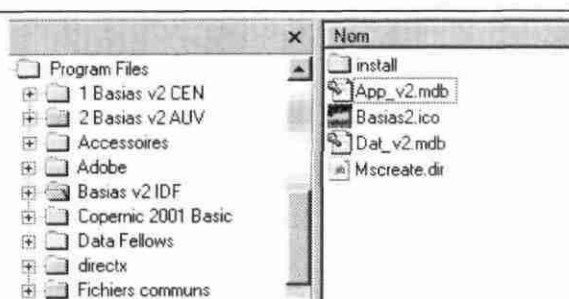 Program Files
1 Basias v2 CEN
2 Basias v2 AUV
Accessoires
Adobe
Basias v2 IDF
Copernic 2001 Basic
Data Fellows
directx
Fichiers communs
Nom
install
App_v2.mdb
Basias2.ico
Dat_v2.mdb
Mscreate.dir